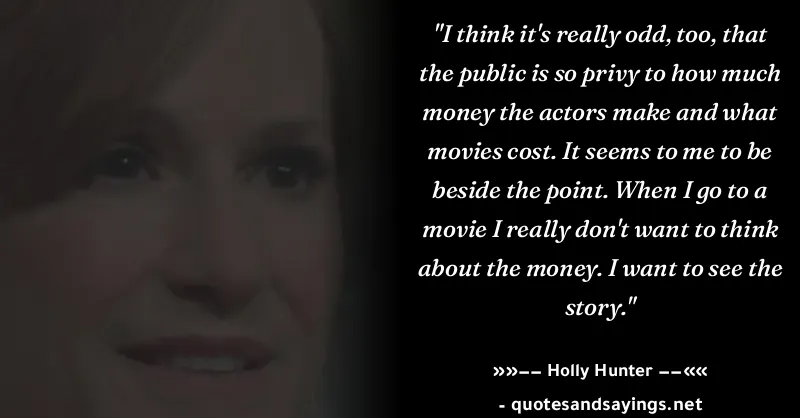 "I think it's really odd, too, that
the public is so privy to how much
money the actors make and what
movies cost. It seems to me to be
beside the point. When I go to a
movie I really don't want to think
about the money. I want to see the
story."
»»−− Holly Hunter −−««
- quotesandsayings.net